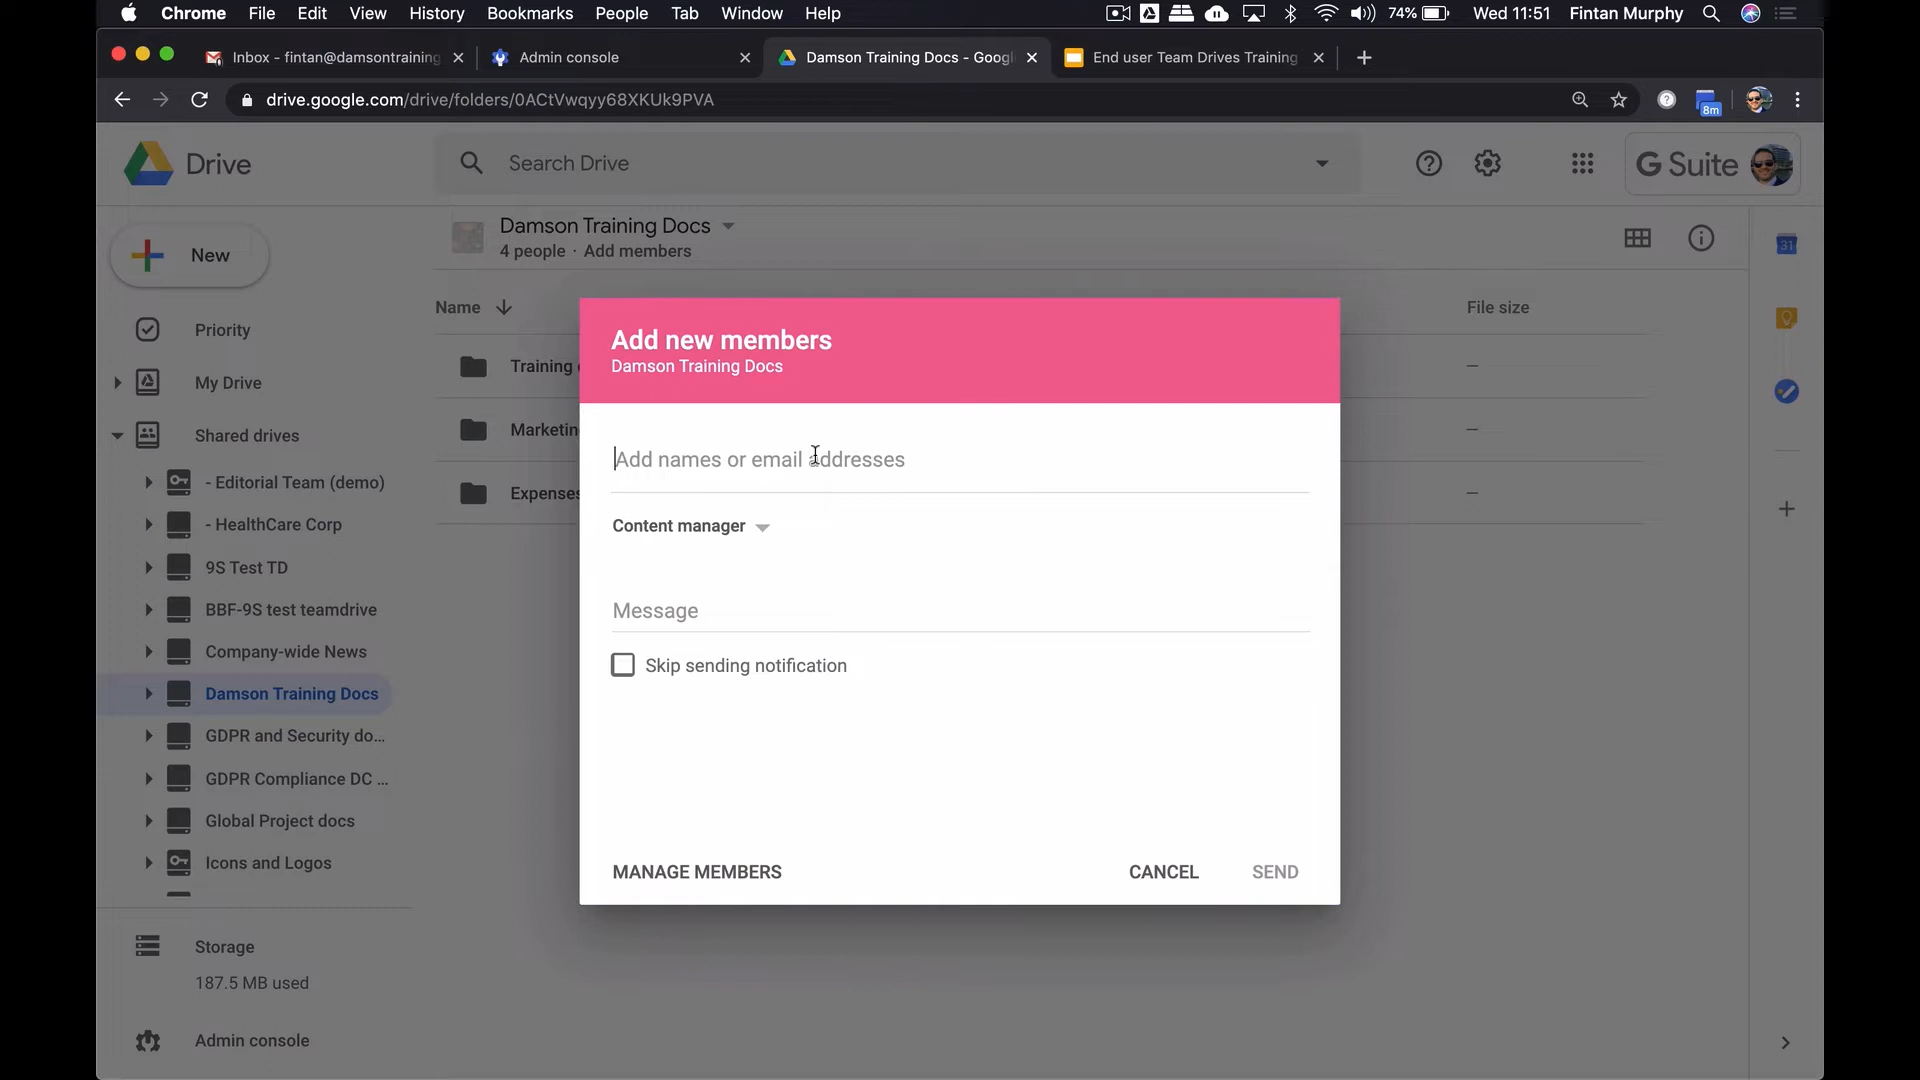 Chrome File Edit View History Bookmarks People Tab Window Help 74% Wed 11:51 Fintan Murphy
Inbox - fintan@damsontraining Admin console Damson Training Docs - Googl End user Team Drives Training
drive.google.com/drive/folders/0ACtVwqyy68XKUk9PVA 8m
Drive Search Drive G Suite
Damson Training Docs
4 people · Add members
31
New
Name File size
Priority
My Drive
Shared drives
- Editorial Team (demo)
- HealthCare Corp
9S Test TD
BBF-9S test teamdrive
Company-wide News
Damson Training Docs
GDPR and Security do...
GDPR Compliance DC ...
Global Project docs
Icons and Logos
Storage
187.5 MB used
Admin console
Training
Marketin
Expenses
—
—
—
Add new members
Damson Training Docs
Add names or email addresses
Content manager
Message
Skip sending notification
MANAGE MEMBERS CANCEL SEND